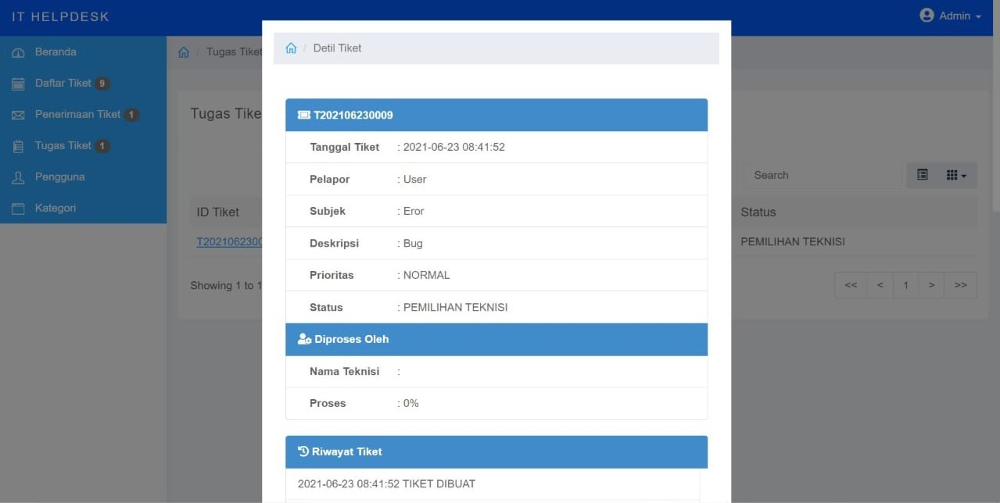 IT HELPDESK
Admin
Beranda
Daftar Tiket 9
Penerimaan Tiket 1
Tugas Tiket 1
Pengguna
Kategori
/ Tugas Tiket
Tugas Tike
Search
ID Tiket
Status
T2021062300
PEMILIHAN TEKNISI
Showing 1 to 1
<< < 1 > >>
/ Detil Tiket
T202106230009
Tanggal Tiket : 2021-06-23 08:41:52
Pelapor : User
Subjek : Eror
Deskripsi : Bug
Prioritas : NORMAL
Status : PEMILIHAN TEKNISI
Diproses Oleh
Nama Teknisi :
Proses : 0%
Riwayat Tiket
2021-06-23 08:41:52 TIKET DIBUAT